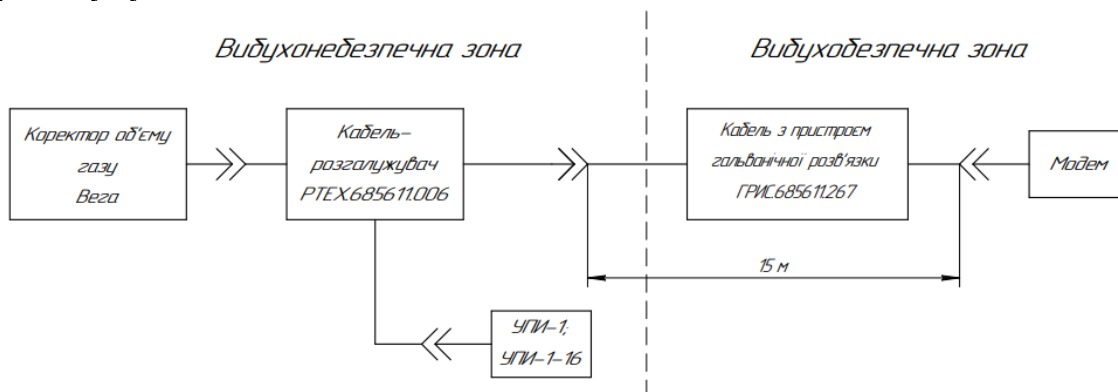 Вибухонебезпечна зона
Вибухобезпечна зона
Коректор об'єму
газу
Вега
Кабель-
розгалужувач
РТЕХ.685611.006
Кабель з пристроєм
гальванічної розв'язки
ГРИС.685611.267
Модем
15 м
УПИ-1;
УПИ-1-16